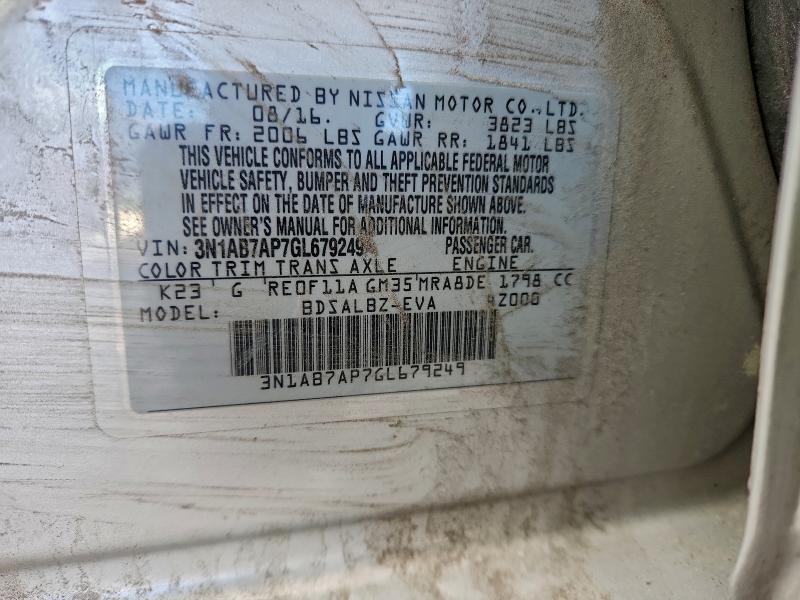 MANUFACTURED BY NISSAN MOTOR CO., LTD.
DATE: 08/16. GVWR: 3823 LBS
GAWR FR: 2006 LBS GAWR RR: 1841 LBS
THIS VEHICLE CONFORMS TO ALL APPLICABLE FEDERAL MOTOR
VEHICLE SAFETY, BUMPER AND THEFT PREVENTION STANDARDS
IN EFFECT ON THE DATE OF MANUFACTURE SHOWN ABOVE.
SEE OWNER'S MANUAL FOR ADDITIONAL INFORMATION.
VIN: 3N1AB7AP7GL679249 PASSENGER CAR.
COLOR TRIM TRANS AXLE ENGINE
K23 G RE0F11A GM35 MRA8DE 1798 CC
MODEL: BDSALBZ-EVA
3N1AB7AP7GL679249